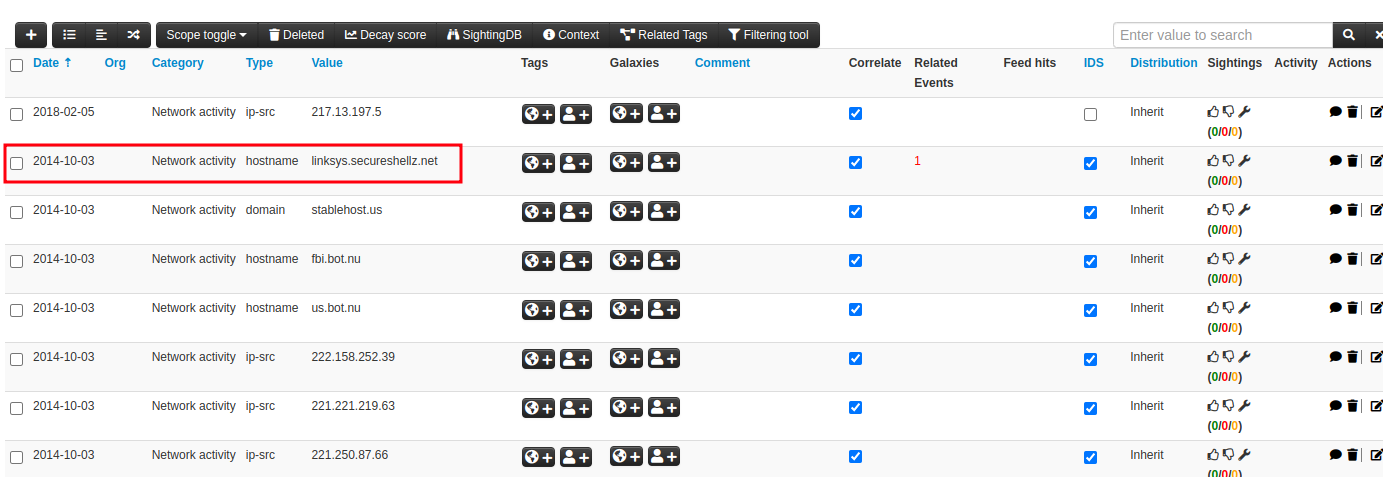 Scope toggle Deleted Decay score SightingDB Context Related Tags Filtering tool Enter value to search
Date Org Category Type Value Tags Galaxies Comment Correlate Related Events Feed hits IDS Distribution Sightings Activity Actions
2018-02-05 Network activity ip-src 217.13.197.5 Inherit
(0/0/0)
2014-10-03 Network activity hostname linksys.secureshellz.net 1 Inherit
(0/0/0)
2014-10-03 Network activity domain stablehost.us Inherit
(0/0/0)
2014-10-03 Network activity hostname fbi.bot.nu Inherit
(0/0/0)
2014-10-03 Network activity hostname us.bot.nu Inherit
(0/0/0)
2014-10-03 Network activity ip-src 222.158.252.39 Inherit
(0/0/0)
2014-10-03 Network activity ip-src 221.221.219.63 Inherit
(0/0/0)
2014-10-03 Network activity ip-src 221.250.87.66 Inherit
(0/0/0)